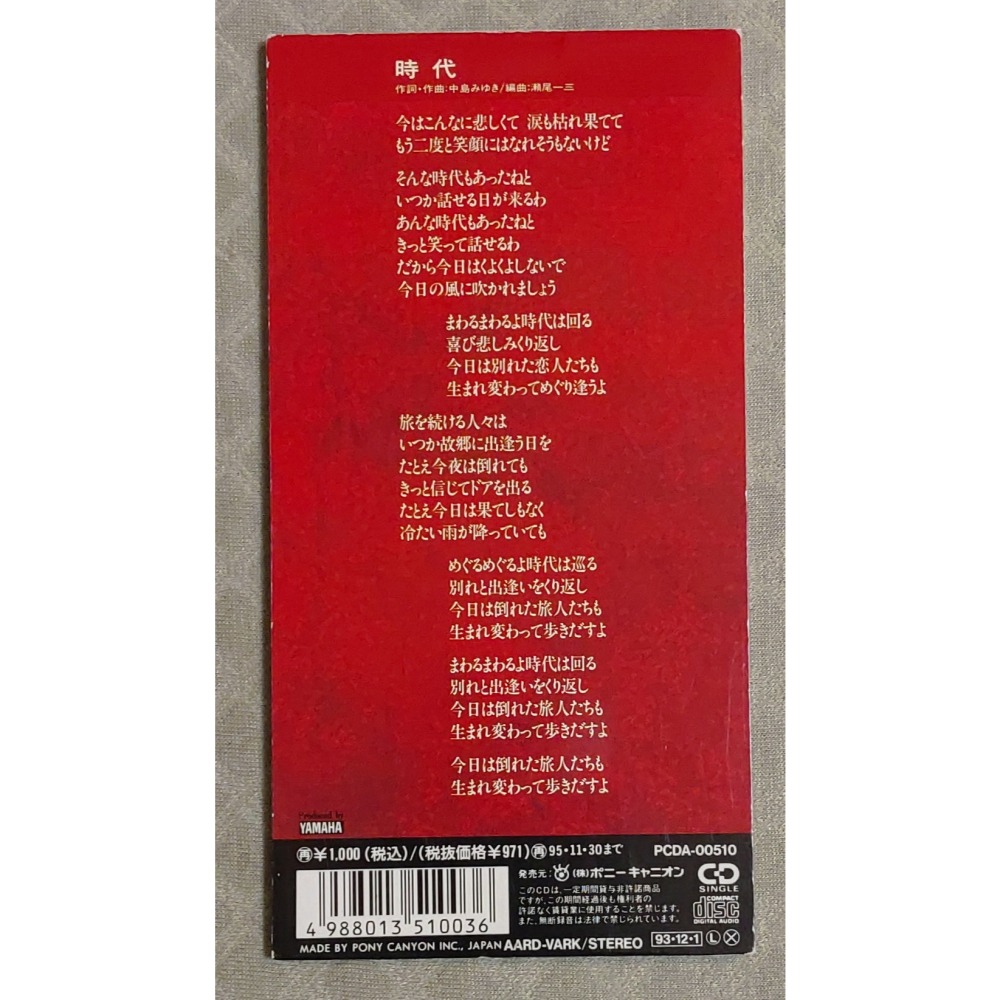 時代
作詞・作曲:中島みゆき/編曲:瀬尾一三
今はこんなに悲しくて 涙も枯れ果てて
もう二度と笑顔にはなれそうもないけど
そんな時代もあったねと
いつか話せる日が来るわ
あんな時代もあったねと
きっと笑って話せるわ
だから今日はくよくよしないで
今日の風に吹かれましょう
まわるまわるよ時代は回る
喜び悲しみくり返し
今日は別れた恋人たちも
生まれ変わってめぐり逢うよ
旅を続ける人々は
いつか故郷に出逢う日を
たとえ今夜は倒れても
きっと信じてドアを出る
たとえ今日は果てしもなく
冷たい雨が降っていても
めぐるめぐるよ時代は巡る
別れと出逢いをくり返し
今日は倒れた旅人たちも
生まれ変わって歩きだすよ
まわるまわるよ時代は回る
別れと出逢いをくり返し
今日は倒れた旅人たちも
生まれ変わって歩きだすよ
今日は倒れた旅人たちも
生まれ変わって歩きだすよ
Produced by
YAMAHA
再¥1,000(税込)/(税抜価格¥971)再95・11・30まで
PCDA-00510
発売元:(株)ポニーキャニオン
このCDは、一定期間貸与非許諾商品
ですが、この期間経過後も権利者の
許諾なく賃貸業に使用することを禁じます。
また、無断録音は法律で禁じられています。
CD
SINGLE
COMPACT
disc
DIGITAL AUDIO
4 988013 510036
MADE BY PONY CANYON INC., JAPAN AARD-VARK/STEREO
93・12・1 L X